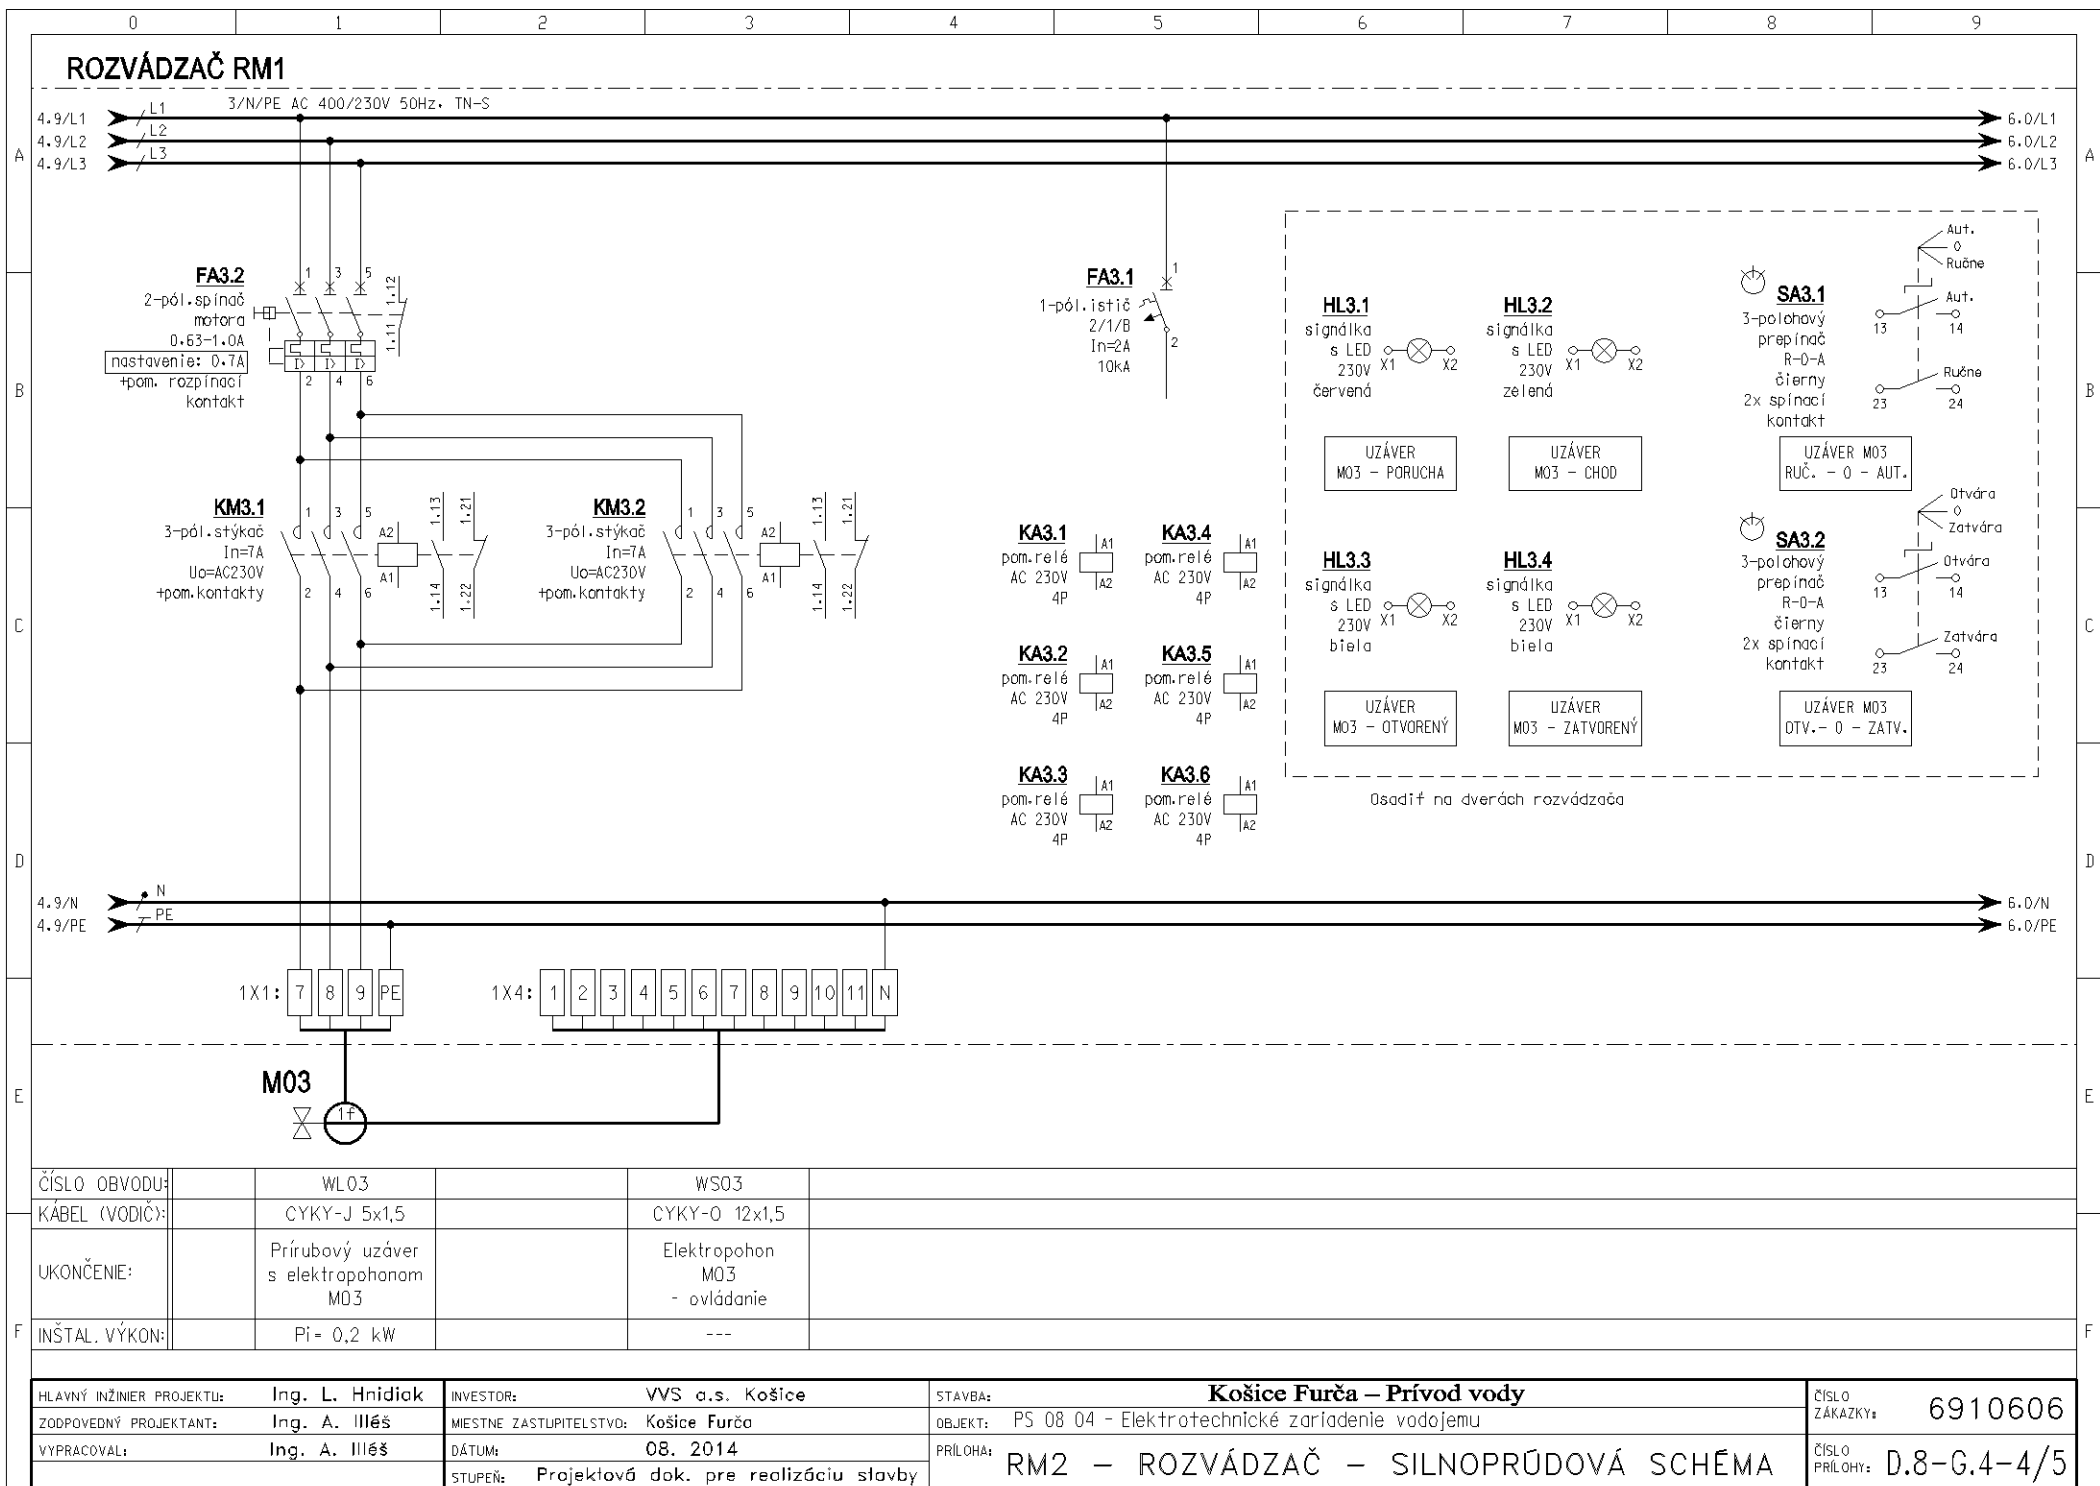 0 1 2 3 4 5 6 7 8 9
ROZVÁDZAČ RM1
3/N/PE AC 400/230V 50Hz, TN-S
4.9/L1 L1 6.0/L1
4.9/L2 L2 6.0/L2
4.9/L3 L3 6.0/L3
A A
FA3.2
2-pól.spínač
motora
0.63-1.0A
nastavenie: 0.7A
+pom. rozpínací
kontakt
1 3 5
I> I> I>
2 4 6
1.12
1.11
FA3.1
1-pól.istič
2/1/B
In=2A
10kA
1
2
B B
HL3.1
signálka
s LED
230V
červená
X1 X2
UZÁVER
M03 - PORUCHA
HL3.2
signálka
s LED
230V
zelená
X1 X2
UZÁVER
M03 - CHOD
SA3.1
3-polohový
prepínač
R-0-A
čierny
2x spínací
kontakt
Aut.
0
Ručne
Aut.
13 14
Ručne
23 24
UZÁVER M03
RUČ. - 0 - AUT.
KM3.1
3-pól.stýkač
In=7A
Uo=AC230V
+pom.kontakty
1 3 5
2 4 6
A2
A1
1.13 1.21
1.14 1.22
KM3.2
3-pól.stýkač
In=7A
Uo=AC230V
+pom.kontakty
1 3 5
2 4 6
A2
A1
1.13 1.21
1.14 1.22
KA3.1
pom.relé
AC 230V
4P
A1
A2
KA3.4
pom.relé
AC 230V
4P
A1
A2
HL3.3
signálka
s LED
230V
biela
X1 X2
UZÁVER
M03 - OTVORENÝ
HL3.4
signálka
s LED
230V
biela
X1 X2
UZÁVER
M03 - ZATVORENÝ
SA3.2
3-polohový
prepínač
R-0-A
čierny
2x spínací
kontakt
Otvára
0
Zatvára
Otvára
13 14
Zatvára
23 24
UZÁVER M03
OTV.- 0 - ZATV.
C C
KA3.2
pom.relé
AC 230V
4P
A1
A2
KA3.5
pom.relé
AC 230V
4P
A1
A2
KA3.3
pom.relé
AC 230V
4P
A1
A2
KA3.6
pom.relé
AC 230V
4P
A1
A2
Osadiť na dverách rozvádzača
D D
4.9/N N 6.0/N
4.9/PE PE 6.0/PE
1X1: 7 8 9 PE
1X4: 1 2 3 4 5 6 7 8 9 10 11 N
M03
1f
E E
ČÍSLO OBVODU: WL03 WS03
KÁBEL (VODIČ): CYKY-J 5x1,5 CYKY-O 12x1,5
UKONČENIE:
Prírubový uzáver
s elektropohonom
M03
Elektropohon
M03
- ovládanie
INŠTAL. VÝKON: Pi= 0,2 kW ---
F F
HLAVNÝ INŽINIER PROJEKTU: Ing. L. Hnidiak
ZODPOVEDNÝ PROJEKTANT: Ing. A. Illéš
VYPRACOVAL: Ing. A. Illéš
INVESTOR: VVS a.s. Košice
MIESTNE ZASTUPITELSTVO: Košice Furča
DÁTUM: 08. 2014
STUPEŇ: Projektová dok. pre realizáciu stavby
STAVBA: Košice Furča – Prívod vody
OBJEKT: PS 08 04 - Elektrotechnické zariadenie vodojemu
PRÍLOHA: RM2 - ROZVÁDZAČ - SILNOPRÚDOVÁ SCHÉMA
ČÍSLO
ZÁKAZKY: 6910606
ČÍSLO
PRÍLOHY: D.8-G.4-4/5